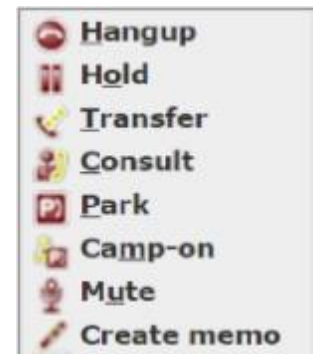 Hangup
Hold
Transfer
Consult
Park
Camp-on
Mute
Create memo